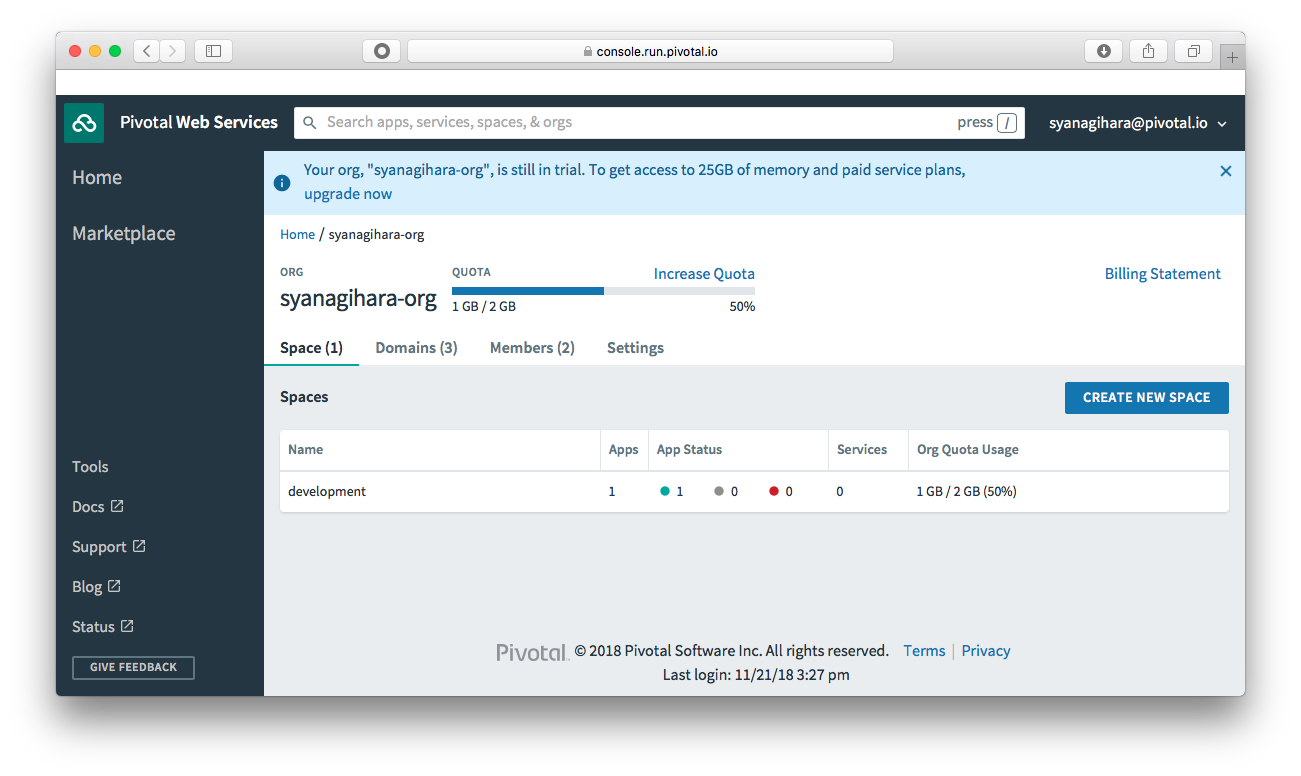 console.run.pivotal.io
Pivotal Web Services
Search apps, services, spaces, & orgs
press /
syanagihara@pivotal.io
Home
Marketplace
Tools
Docs
Support
Blog
Status
GIVE FEEDBACK
Your org, "syanagihara-org", is still in trial. To get access to 25GB of memory and paid service plans,
upgrade now
Home / syanagihara-org
ORG
syanagihara-org
QUOTA
Increase Quota
1 GB / 2 GB
50%
Billing Statement
Space (1)
Domains (3)
Members (2)
Settings
Spaces
CREATE NEW SPACE
Name Apps App Status Services Org Quota Usage
development 1 1 0 0 0 1 GB / 2 GB (50%)
Pivotal. © 2018 Pivotal Software Inc. All rights reserved. Terms | Privacy
Last login: 11/21/18 3:27 pm